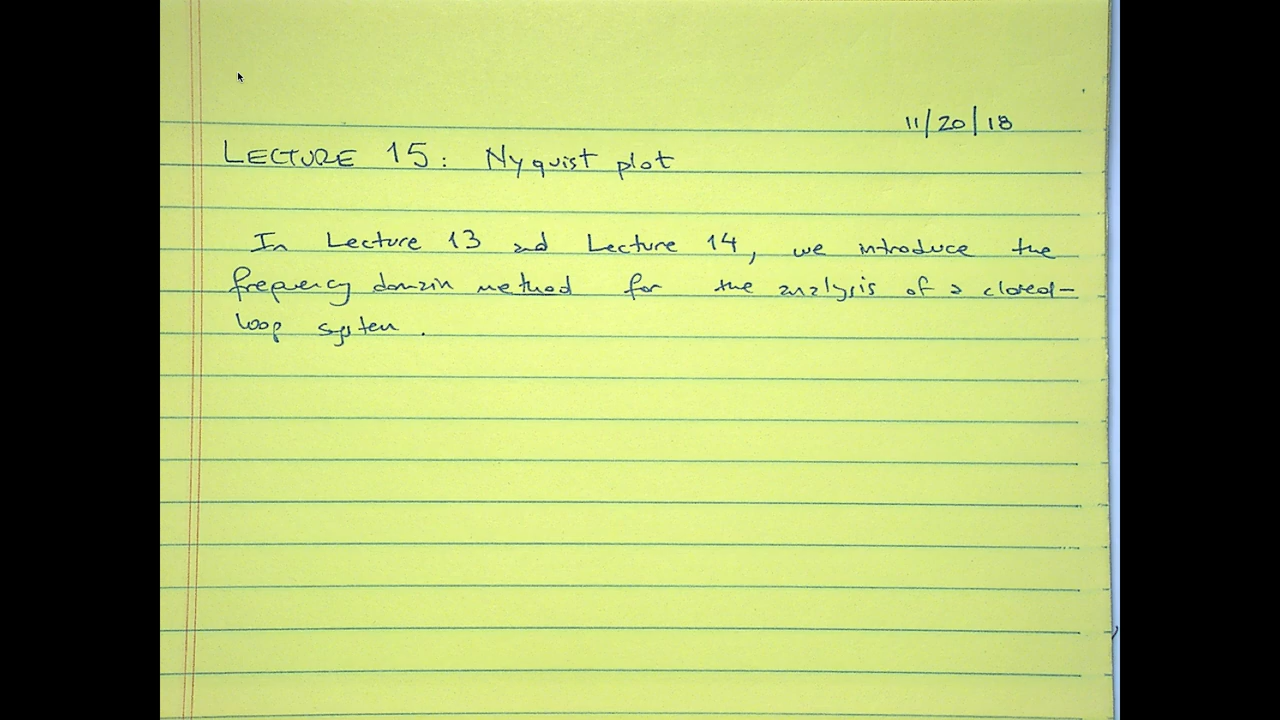 11/20/18
LECTURE 15: Nyquist plot
In Lecture 13 and Lecture 14, we introduce the
frequency domain method for the analysis of a closed-
loop system.